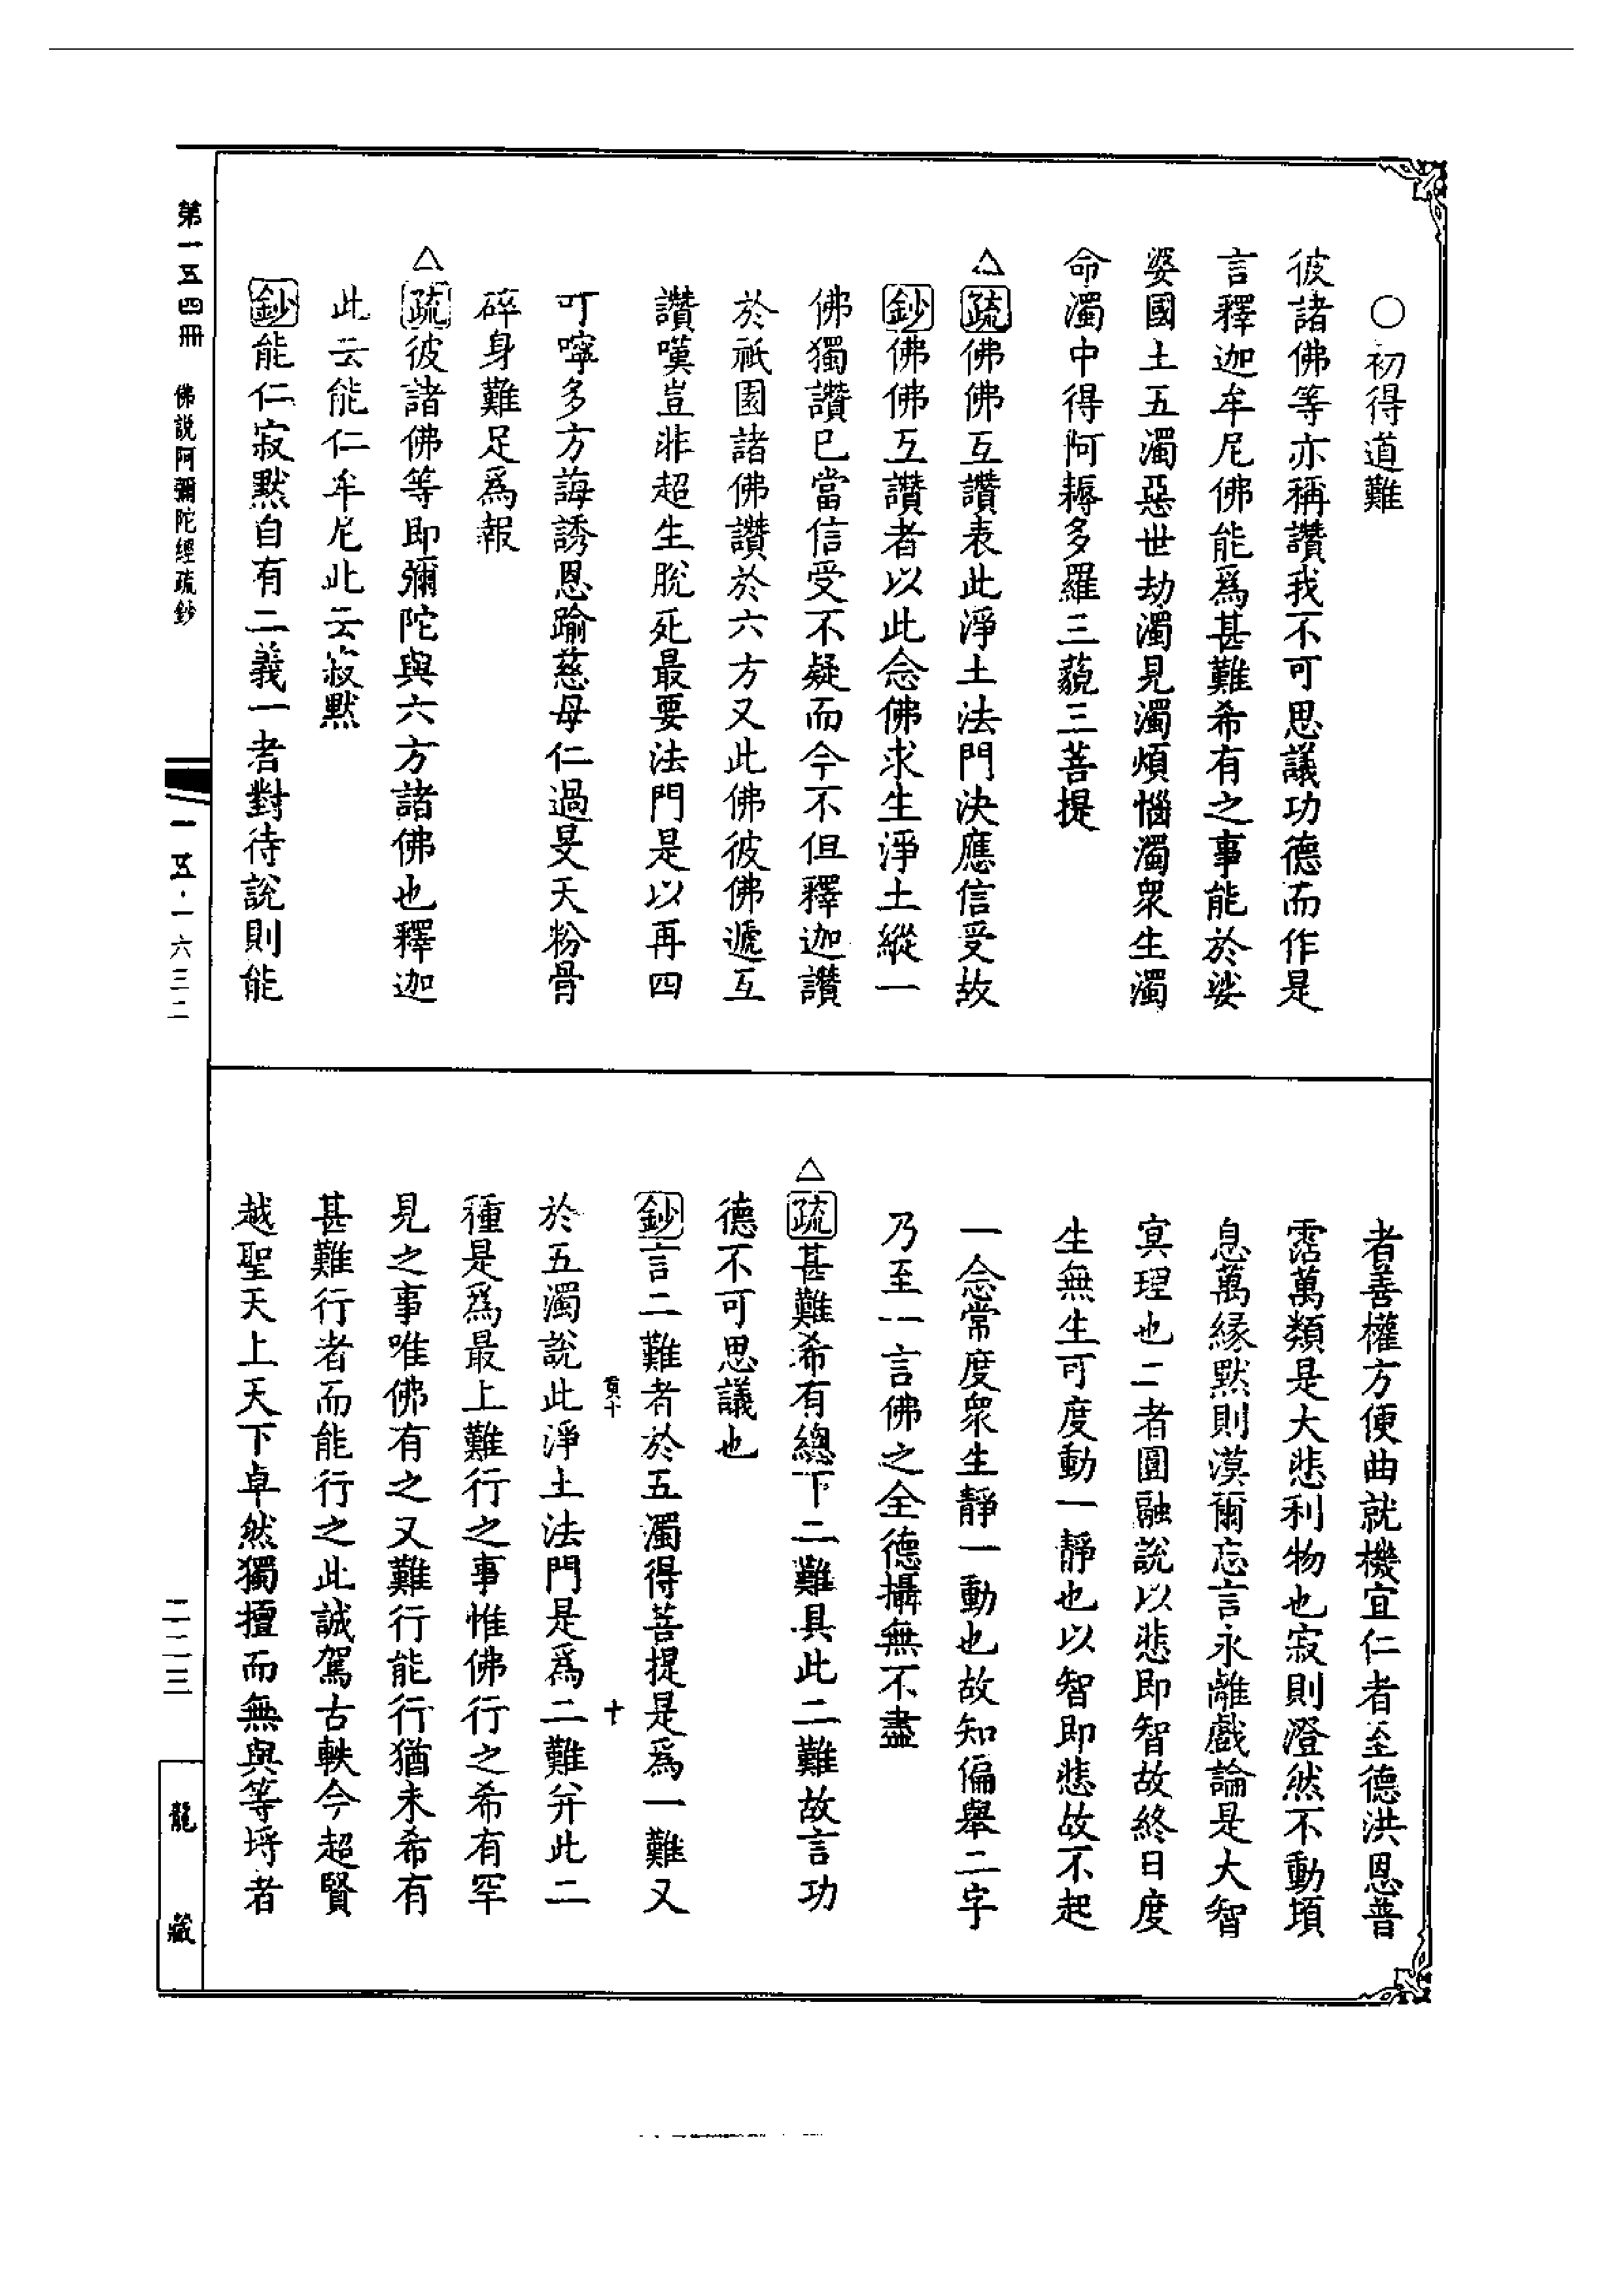 ○初得道難
彼諸佛等亦稱讚我不可思議功德而作是
言釋迦牟尼佛能爲甚難希有之事能於娑
婆國土五濁惡世劫濁見濁煩惱濁衆生濁
命濁中得阿耨多羅三藐三菩提
△疏佛佛互讚表此淨土法門決應信受故
鈔佛佛互讚者以此念佛求生淨土縱一
佛獨讚已當信受不疑而今不但釋迦讚
於祇園諸佛讚於六方又此佛彼佛遞互
讚嘆豈非超生脫死最要法門是以再四
叮嚀多方誨誘恩踰慈母仁過旻天粉骨
碎身難足爲報
△疏彼諸佛等即彌陀與六方諸佛也釋迦
此云能仁牟尼此云寂默
鈔能仁寂默自有二義一者對待說則能
者善權方便曲就機宜仁者至德洪恩普
霑萬類是大悲利物也寂則澄然不動頓
息萬緣默則漠爾忘言永離戲論是大智
冥理也二者圓融說以悲即智故終日度
生無生可度動一靜也以智即悲故不起
一念常度衆生靜一動也故知偏舉二字
乃至一言佛之全德攝無不盡
△疏甚難希有總下二難具此二難故言功
德不可思議也
鈔言二難者於五濁得菩提是爲一難又
十
於五濁說此淨土法門是爲二難并此二
種是爲最上難行之事惟佛行之希有罕
見之事唯佛有之又難行能行猶未希有
甚難行者而能行之此誠駕古軼今超賢
越聖天上天下卓然獨擅而無與等埒者
第一五四冊 佛說阿彌陀經疏鈔
一五·一六三二
二二三
龍藏